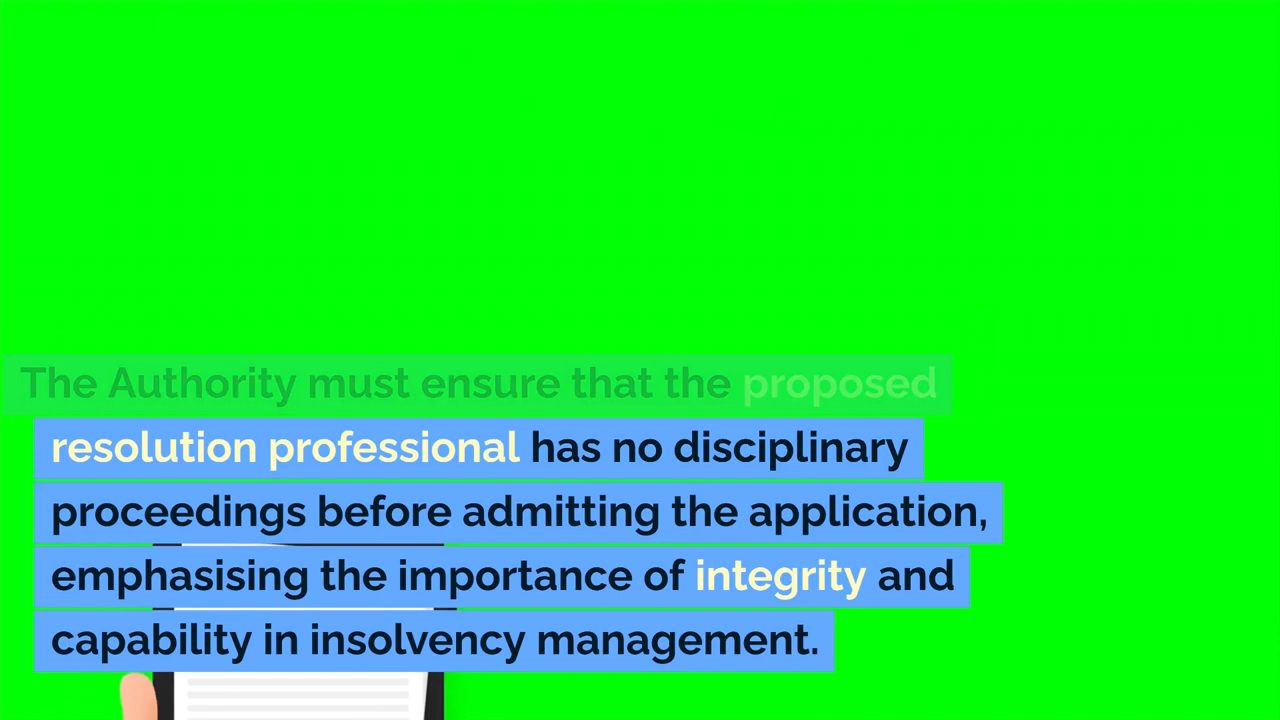 The Authority must ensure that the proposed
resolution professional has no disciplinary
proceedings before admitting the application,
emphasising the importance of integrity and
capability in insolvency management.